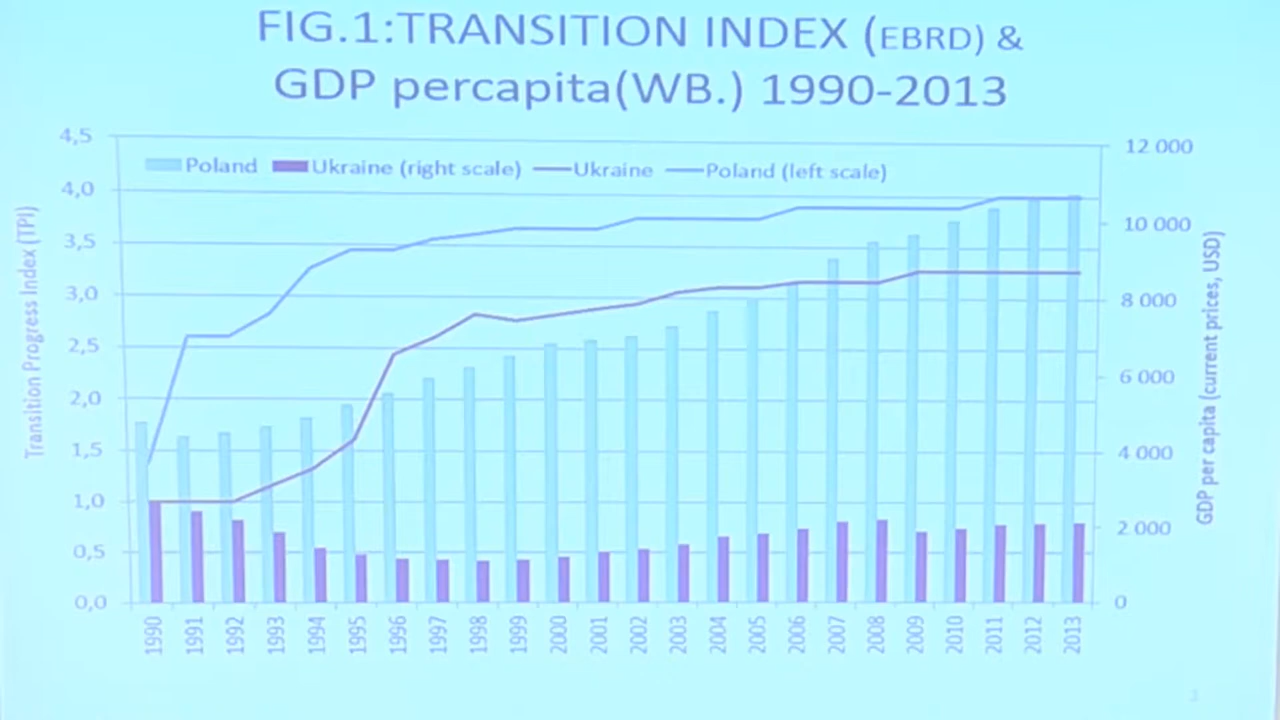 FIG.1:TRANSITION INDEX (EBRD) &
GDP percapita(WB.) 1990-2013
Transition Progress Index (TPI)
4,5
4,0
3,5
3,0
2,5
2,0
1,5
1,0
0,5
0,0
Poland Ukraine (right scale) Ukraine Poland (left scale)
12 000
10 000
8 000
6 000
4 000
2 000
0
GDP per capita (current prices, USD)
1990 1991 1992 1993 1994 1995 1996 1997 1998 1999 2000 2001 2002 2003 2004 2005 2006 2007 2008 2009 2010 2011 2012 2013